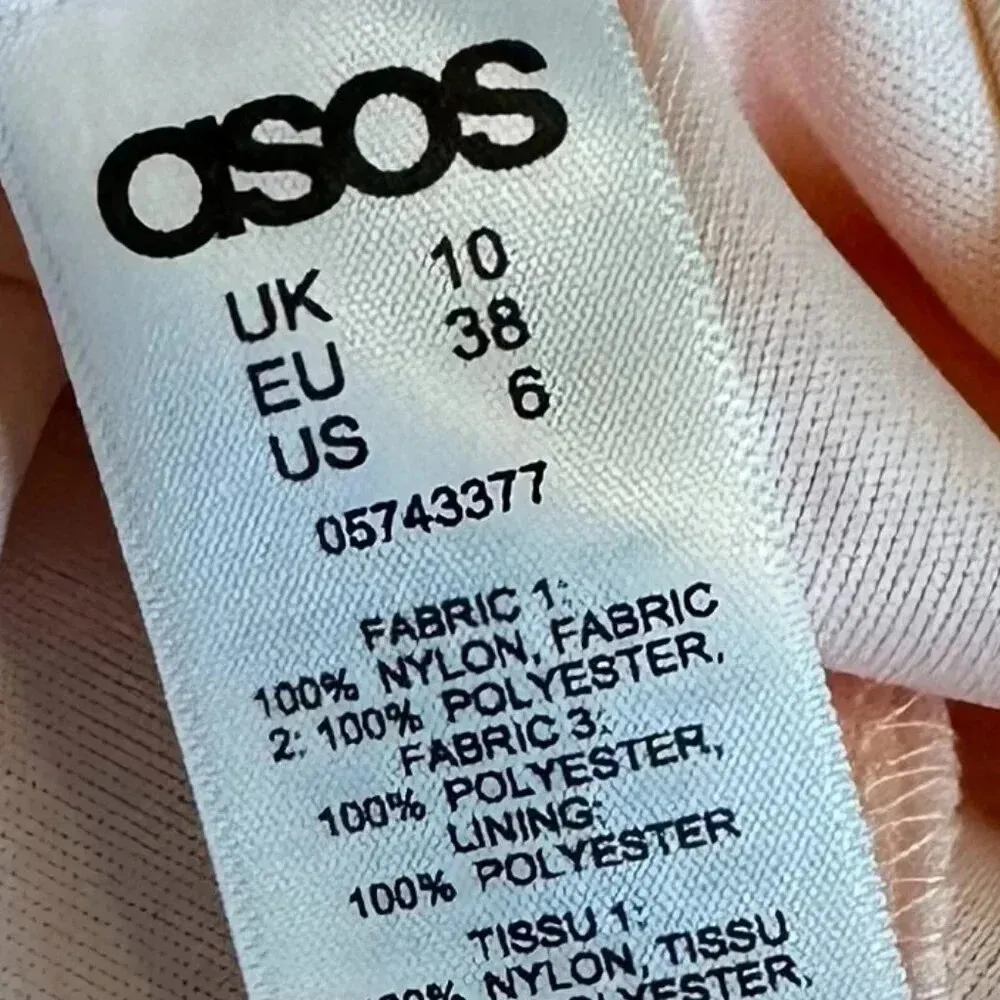 asos
UK 10
EU 38
US 6
05743377
FABRIC 1:
100% NYLON, FABRIC
2: 100% POLYESTER,
FABRIC 3:
100% POLYESTER,
LINING:
100% POLYESTER
TISSU 1:
NYLON, TISSU